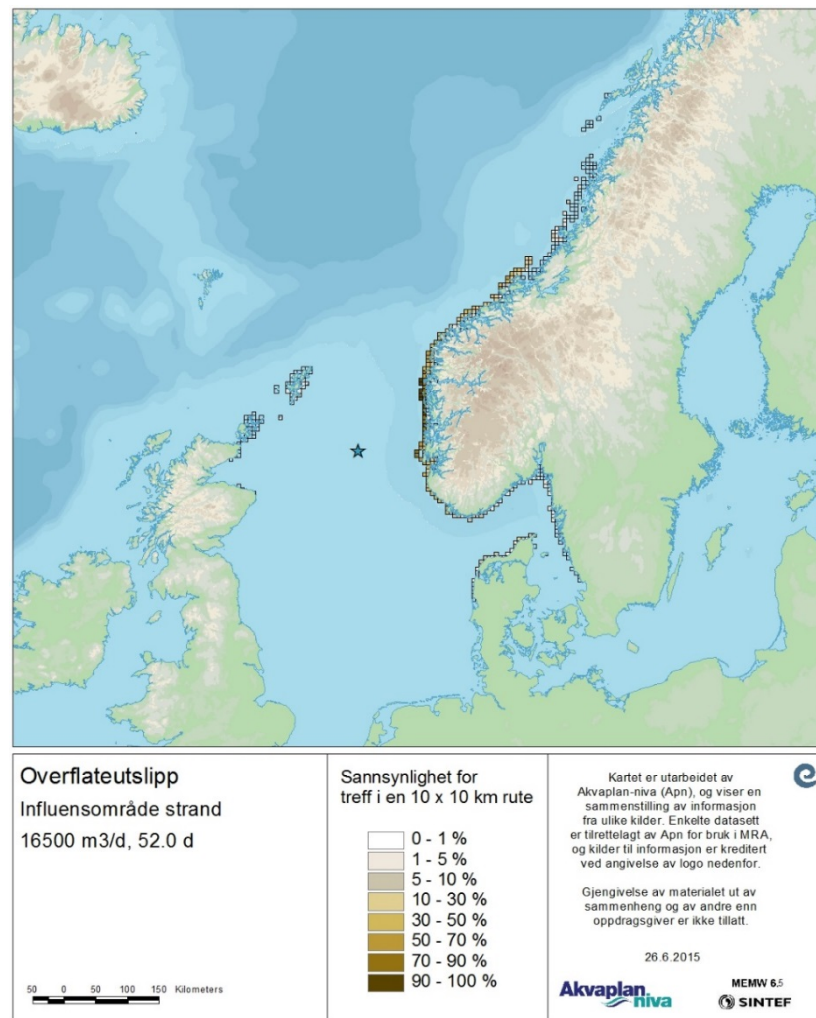 Overflateutslipp
Influensområde strand
16500 m3/d, 52.0 d
50 0 50 100 150 Kilometers
Sannsynlighet for
treff i en 10 x 10 km rute
0 - 1 %
1 - 5 %
5 - 10 %
10 - 30 %
30 - 50 %
50 - 70 %
70 - 90 %
90 - 100 %
Kartet er utarbeidet av
Akvaplan-niva (Apn), og viser en
sammenstilling av informasjon
fra ulike kilder. Enkelte datasett
er tilrettelagt av Apn for bruk i MRA,
og kilder til informasjon er kreditert
ved angivelse av logo nedenfor.
Gjengivelse av materialet ut av
sammenheng og av andre enn
oppdragsgiver er ikke tillatt.
26.6.2015
Akvaplan
niva
MEMW 6.5
SINTEF